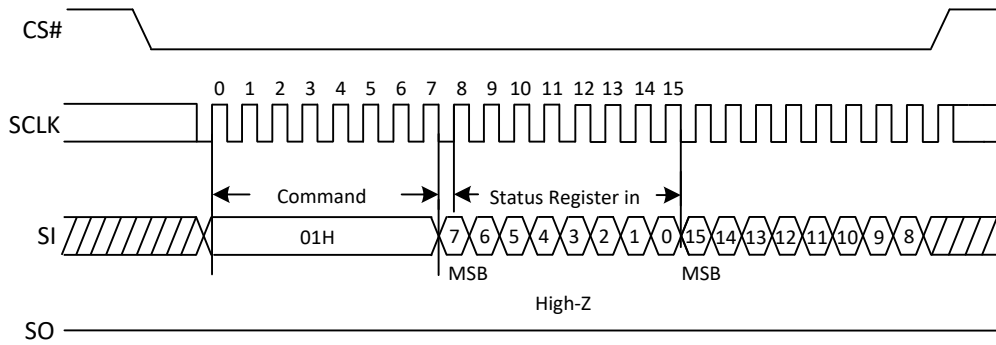 CS#
0 1 2 3 4 5 6 7 8 9 10 11 12 13 14 15
SCLK
Command Status Register in
SI 01H 7 6 5 4 3 2 1 0 15 14 13 12 11 10 9 8
MSB MSB
High-Z
SO